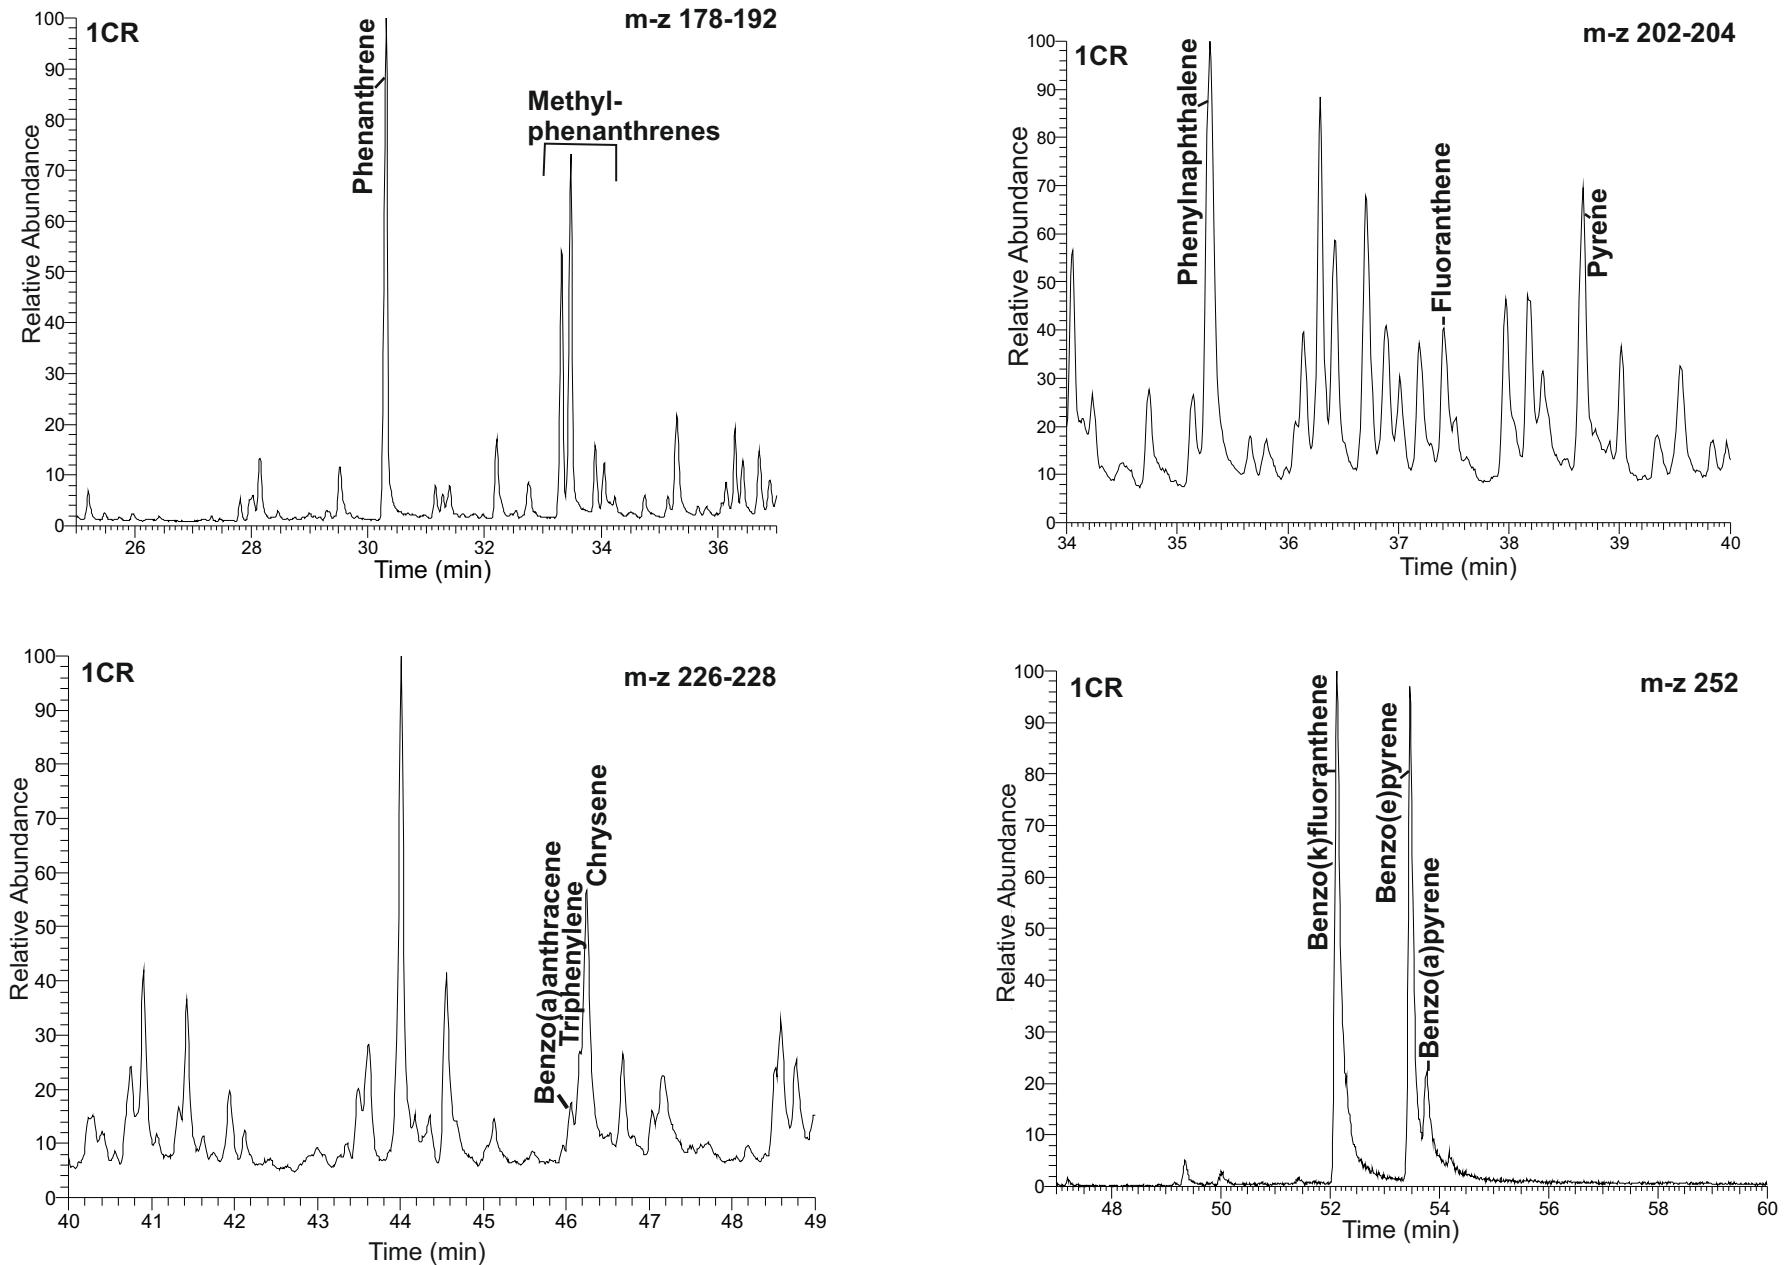 1CR
m-z 178-192
Phenanthrene
Methyl-
phenanthrenes
Relative Abundance
100
90
80
70
60
50
40
30
20
10
0
26 28 30 32 34 36
Time (min)
1CR
m-z 202-204
Phenylnaphthalene
Fluoranthene
Pyrene
Relative Abundance
100
90
80
70
60
50
40
30
20
10
0
34 35 36 37 38 39 40
Time (min)
1CR
m-z 226-228
Benzo(a)anthracene
Triphenylene
Chrysene
Relative Abundance
100
90
80
70
60
50
40
30
20
10
0
40 41 42 43 44 45 46 47 48 49
Time (min)
1CR
m-z 252
Benzo(k)fluoranthene
Benzo(e)pyrene
Benzo(a)pyrene
Relative Abundance
100
90
80
70
60
50
40
30
20
10
0
48 50 52 54 56 58 60
Time (min)